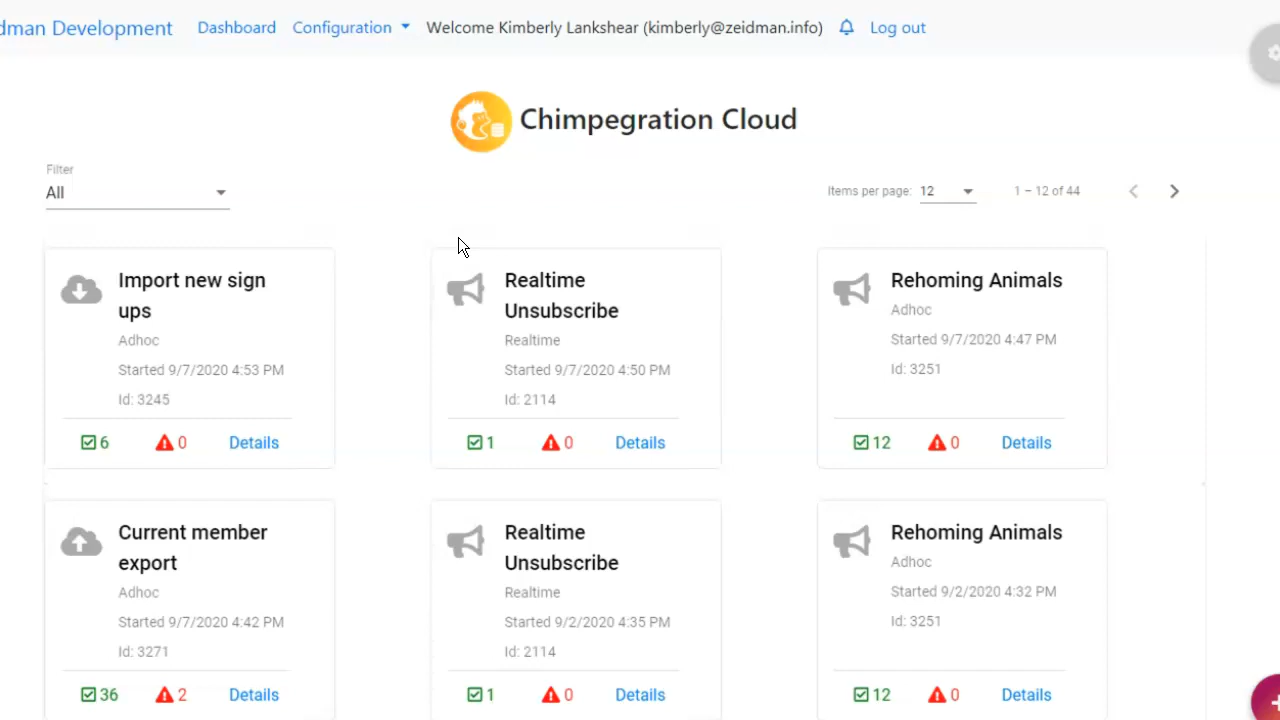 dman Development Dashboard Configuration Welcome Kimberly Lankshear (kimberly@zeidman.info) Log out
Chimpegration Cloud
Filter
All
Items per page: 12 1 – 12 of 44
Import new sign
ups
Adhoc
Started 9/7/2020 4:53 PM
Id: 3245
6 0 Details
Realtime
Unsubscribe
Realtime
Started 9/7/2020 4:50 PM
Id: 2114
1 0 Details
Rehoming Animals
Adhoc
Started 9/7/2020 4:47 PM
Id: 3251
12 0 Details
Current member
export
Adhoc
Started 9/7/2020 4:42 PM
Id: 3271
36 2 Details
Realtime
Unsubscribe
Realtime
Started 9/2/2020 4:35 PM
Id: 2114
1 0 Details
Rehoming Animals
Adhoc
Started 9/2/2020 4:32 PM
Id: 3251
12 0 Details